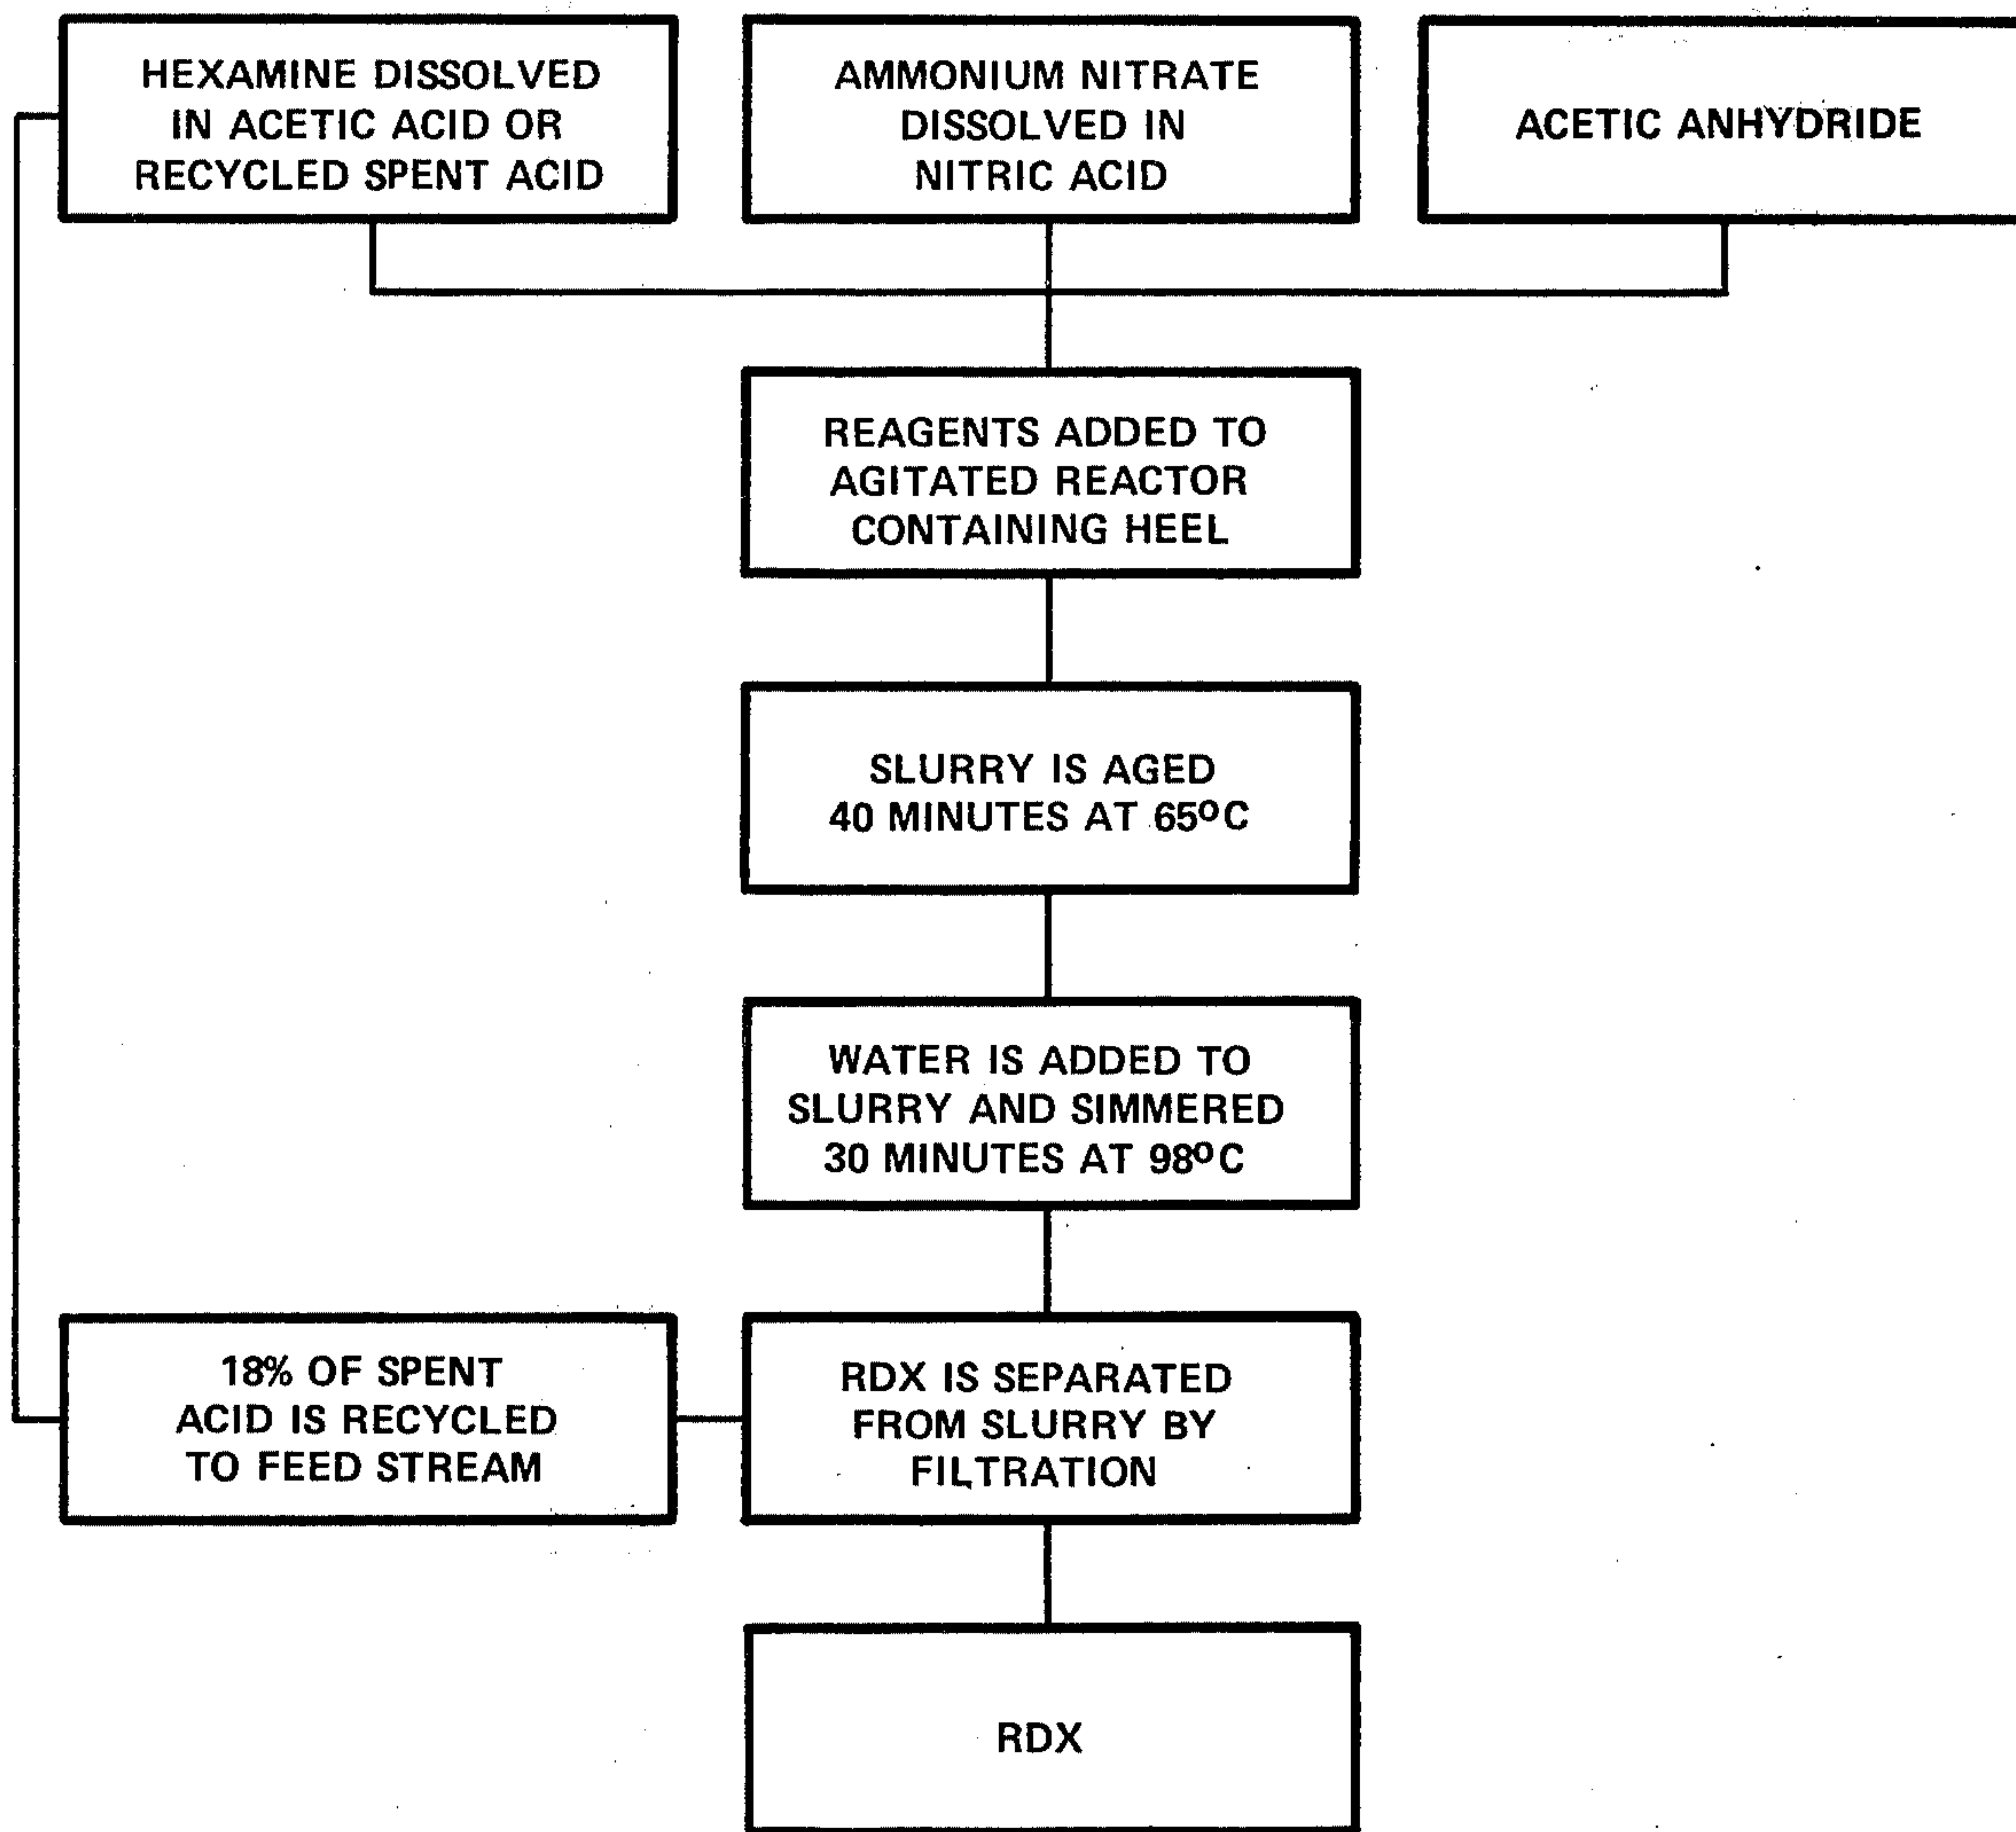 HEXAMINE DISSOLVED
IN ACETIC ACID OR
RECYCLED SPENT ACID
AMMONIUM NITRATE
DISSOLVED IN
NITRIC ACID
ACETIC ANHYDRIDE
REAGENTS ADDED TO
AGITATED REACTOR
CONTAINING HEEL
SLURRY IS AGED
40 MINUTES AT 65ºC
WATER IS ADDED TO
SLURRY AND SIMMERED
30 MINUTES AT 98ºC
18% OF SPENT
ACID IS RECYCLED
TO FEED STREAM
RDX IS SEPARATED
FROM SLURRY BY
FILTRATION
RDX